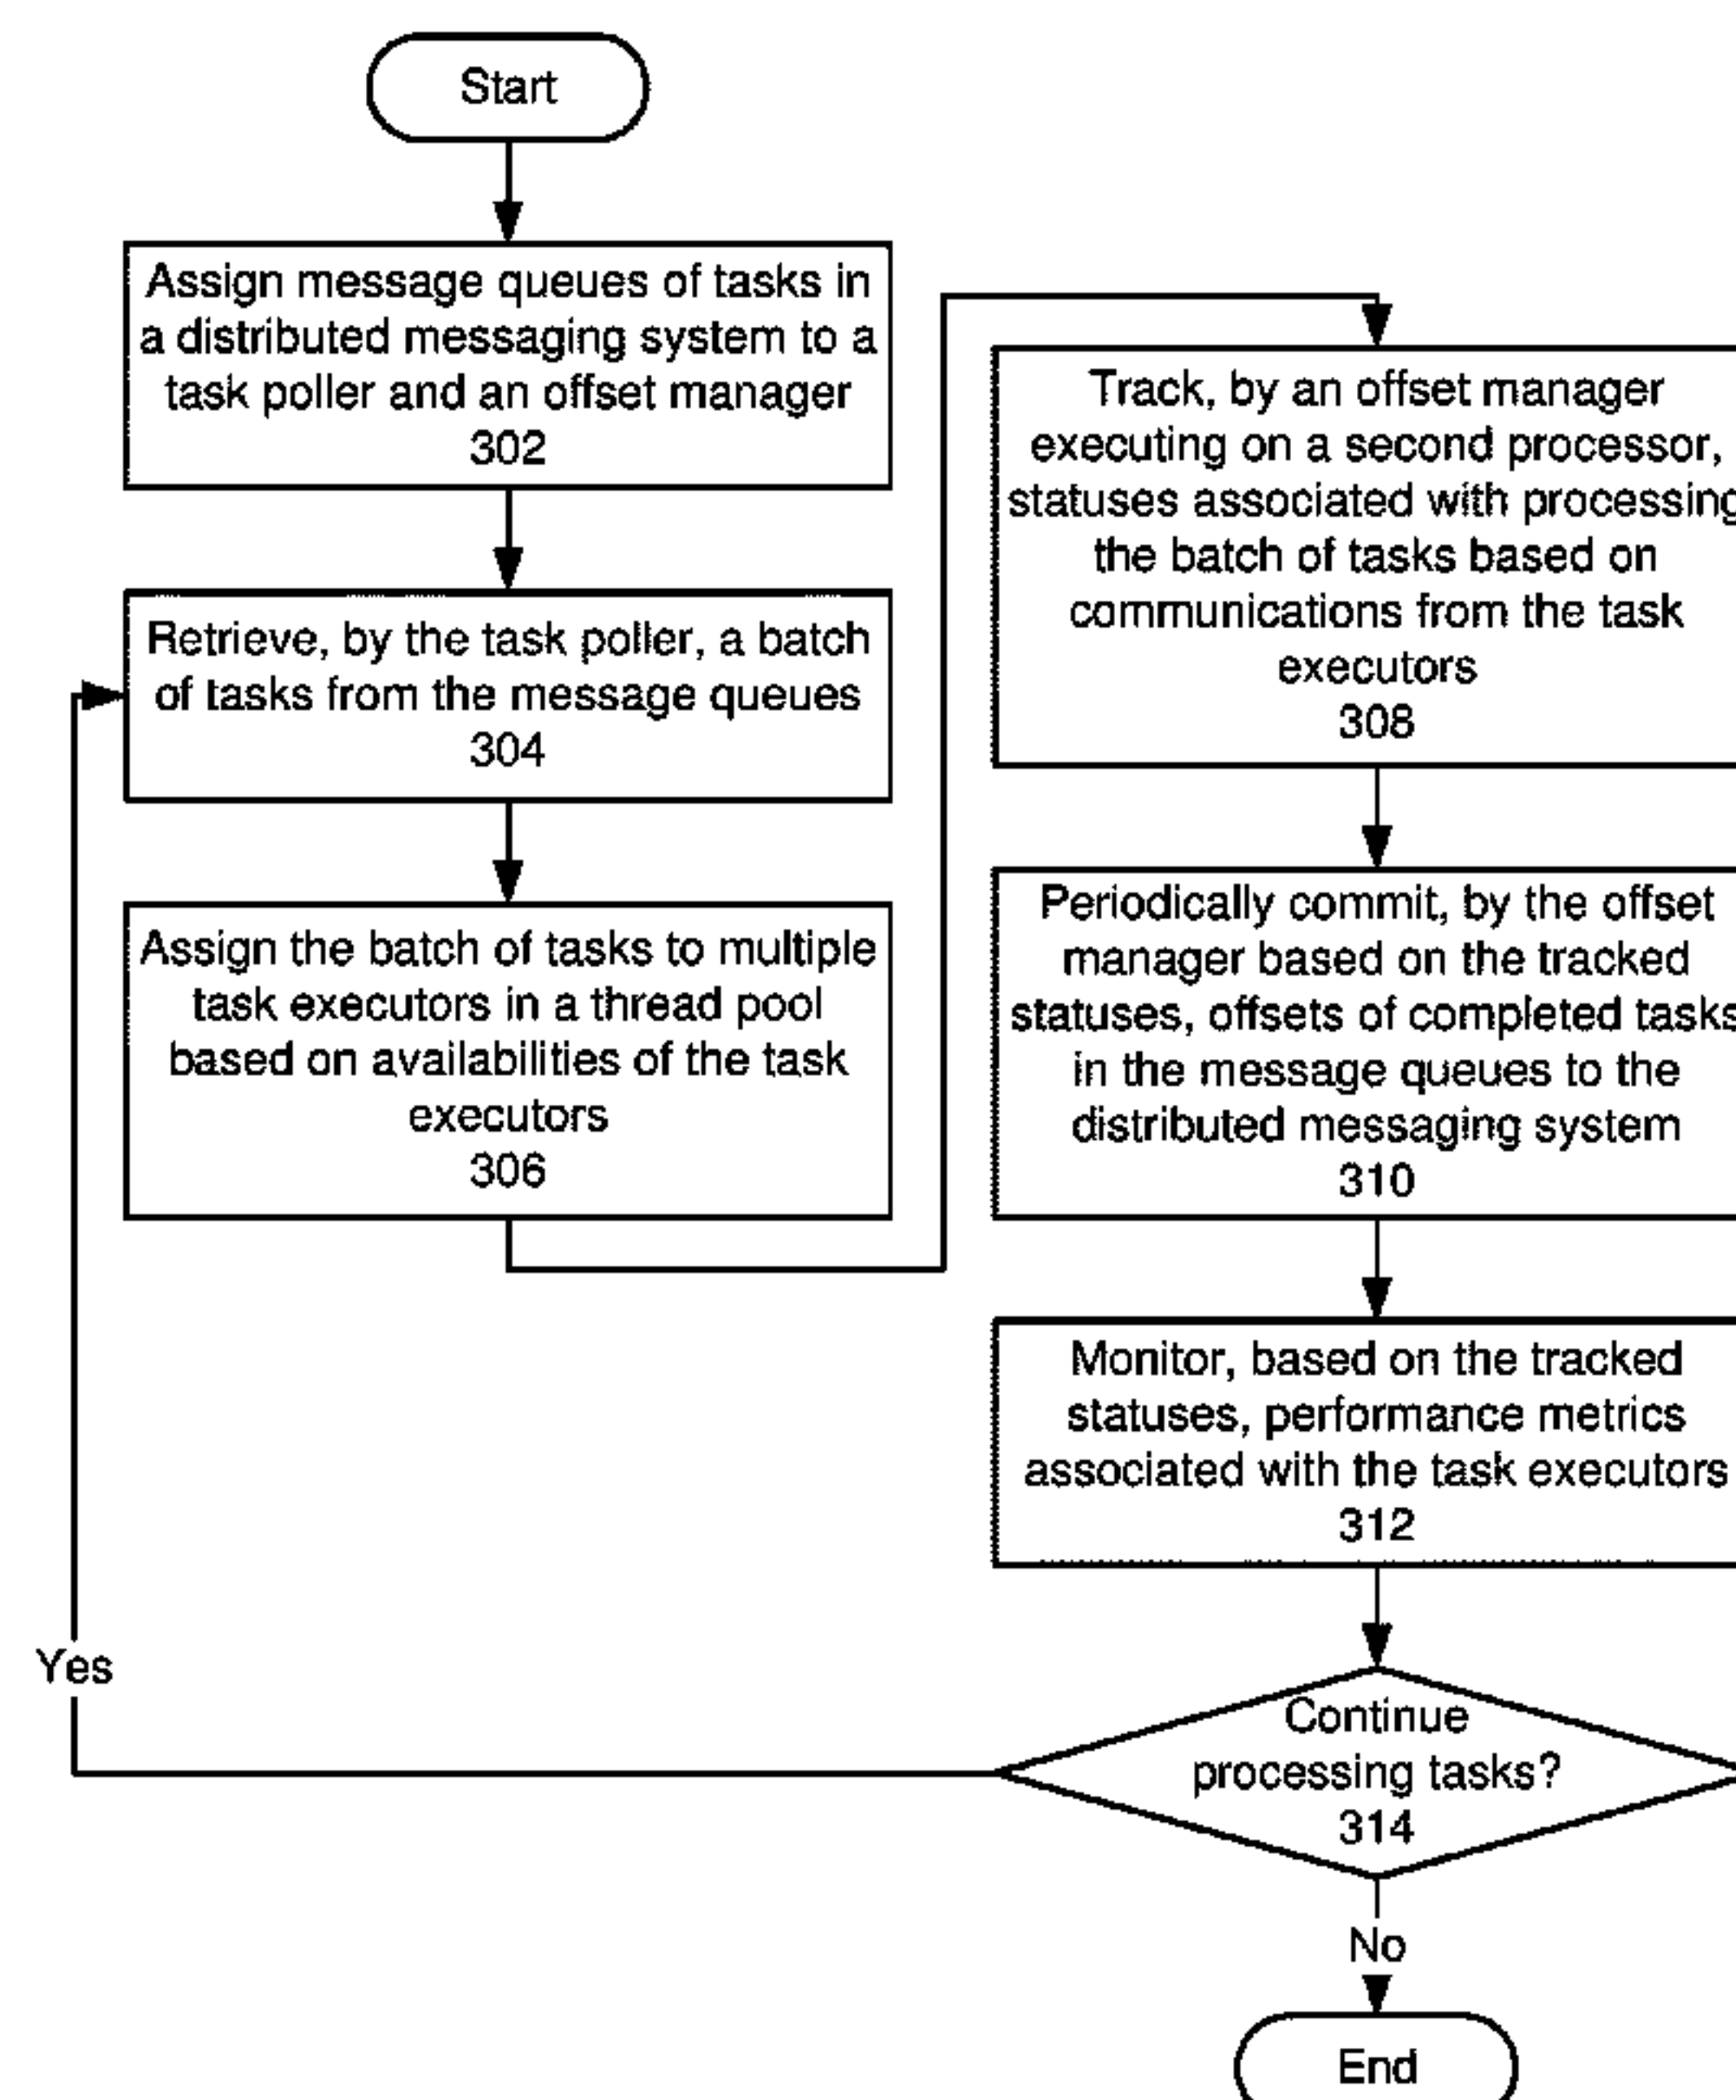 Start
Assign message queues of tasks in
a distributed messaging system to a
task poller and an offset manager
302
Retrieve, by the task poller, a batch
of tasks from the message queues
304
Assign the batch of tasks to multiple
task executors in a thread pool
based on availabilities of the task
executors
306
Track, by an offset manager
executing on a second processor,
statuses associated with processing
the batch of tasks based on
communications from the task
executors
308
Periodically commit, by the offset
manager based on the tracked
statuses, offsets of completed tasks
in the message queues to the
distributed messaging system
310
Monitor, based on the tracked
statuses, performance metrics
associated with the task executors
312
Continue
processing tasks?
314
Yes
No
End